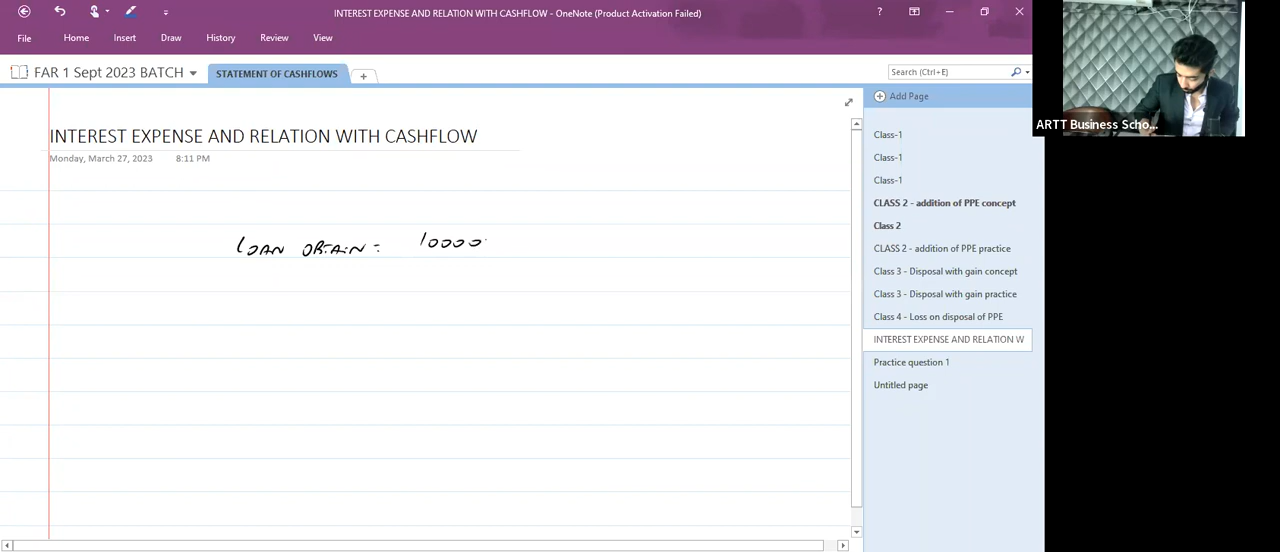 INTEREST EXPENSE AND RELATION WITH CASHFLOW - OneNote (Product Activation Failed)
?
File Home Insert Draw History Review View
FAR 1 Sept 2023 BATCH
STATEMENT OF CASHFLOWS
+
Search (Ctrl+E)
Add Page
INTEREST EXPENSE AND RELATION WITH CASHFLOW
Monday, March 27, 2023 8:11 PM
LOAN OBTAIN = 10000
Class-1
Class-1
Class-1
CLASS 2 - addition of PPE concept
Class 2
CLASS 2 - addition of PPE practice
Class 3 - Disposal with gain concept
Class 3 - Disposal with gain practice
Class 4 - Loss on disposal of PPE
INTEREST EXPENSE AND RELATION W
Practice question 1
Untitled page
ARTT Business Scho...